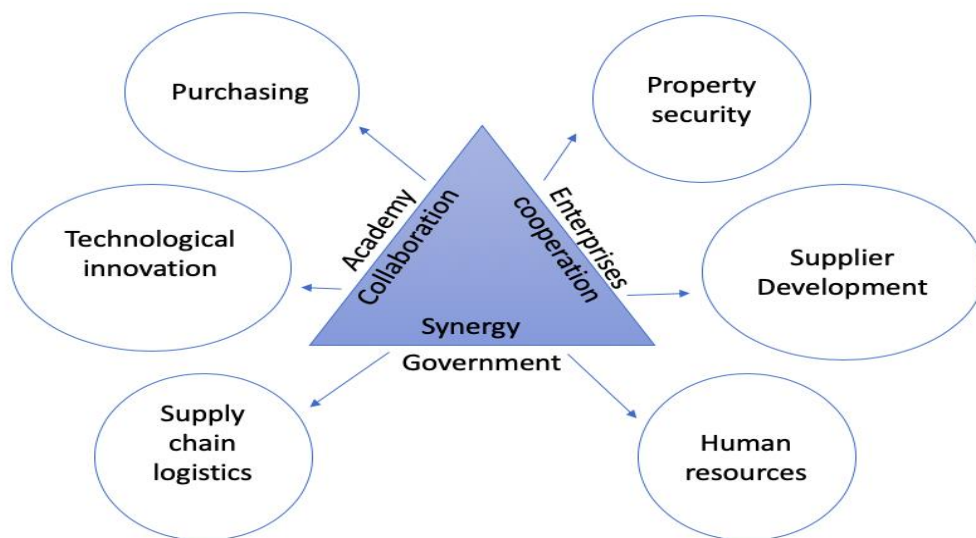 Purchasing
Property
security
Academy
Collaboration
Enterprises
cooperation
Technological
innovation
Supplier
Development
Synergy
Government
Supply
chain
logistics
Human
resources